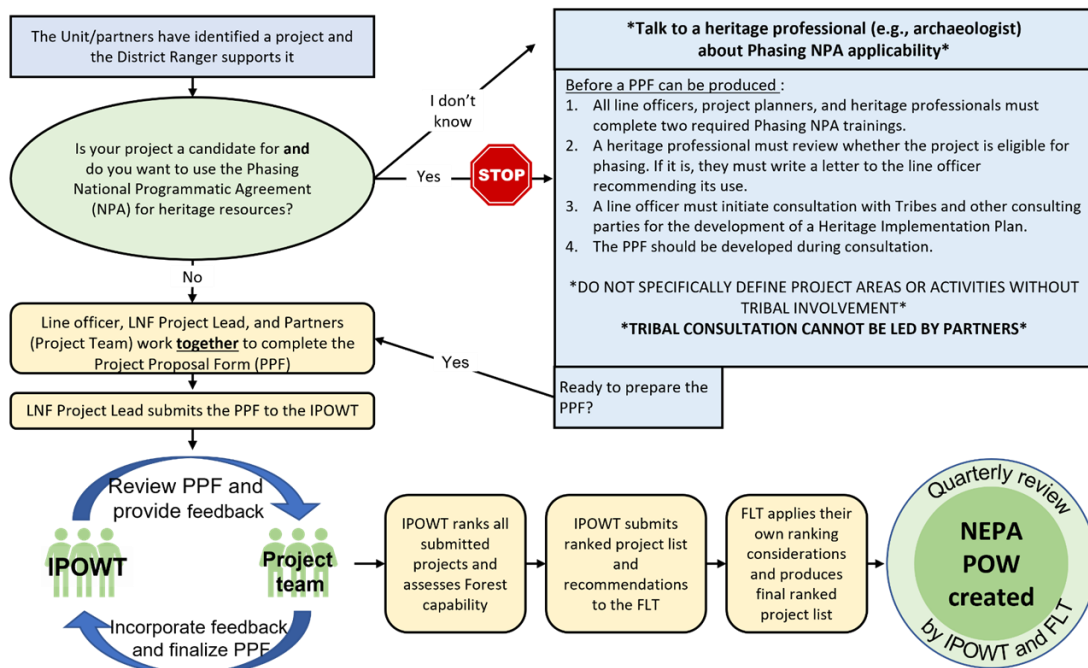 The Unit/partners have identified a project and
the District Ranger supports it
Is your project a candidate for and
do you want to use the Phasing
National Programmatic Agreement
(NPA) for heritage resources?
I don't
know
Yes
STOP
*Talk to a heritage professional (e.g., archaeologist)
about Phasing NPA applicability*
Before a PPF can be produced :
1. All line officers, project planners, and heritage professionals must
complete two required Phasing NPA trainings.
2. A heritage professional must review whether the project is eligible for
phasing. If it is, they must write a letter to the line officer
recommending its use.
3. A line officer must initiate consultation with Tribes and other consulting
parties for the development of a Heritage Implementation Plan.
4. The PPF should be developed during consultation.
*DO NOT SPECIFICALLY DEFINE PROJECT AREAS OR ACTIVITIES WITHOUT
TRIBAL INVOLVEMENT*
*TRIBAL CONSULTATION CANNOT BE LED BY PARTNERS*
Ready to prepare the
PPF?
Yes
No
Line officer, LNF Project Lead, and Partners
(Project Team) work together to complete the
Project Proposal Form (PPF)
LNF Project Lead submits the PPF to the IPOWT
Review PPF and
provide feedback
IPOWT
Project
team
Incorporate feedback
and finalize PPF
IPOWT ranks all
submitted
projects and
assesses Forest
capability
IPOWT submits
ranked project list
and
recommendations
to the FLT
FLT applies their
own ranking
considerations
and produces
final ranked
project list
Quarterly review
NEPA
POW
created
by IPOWT and FLT